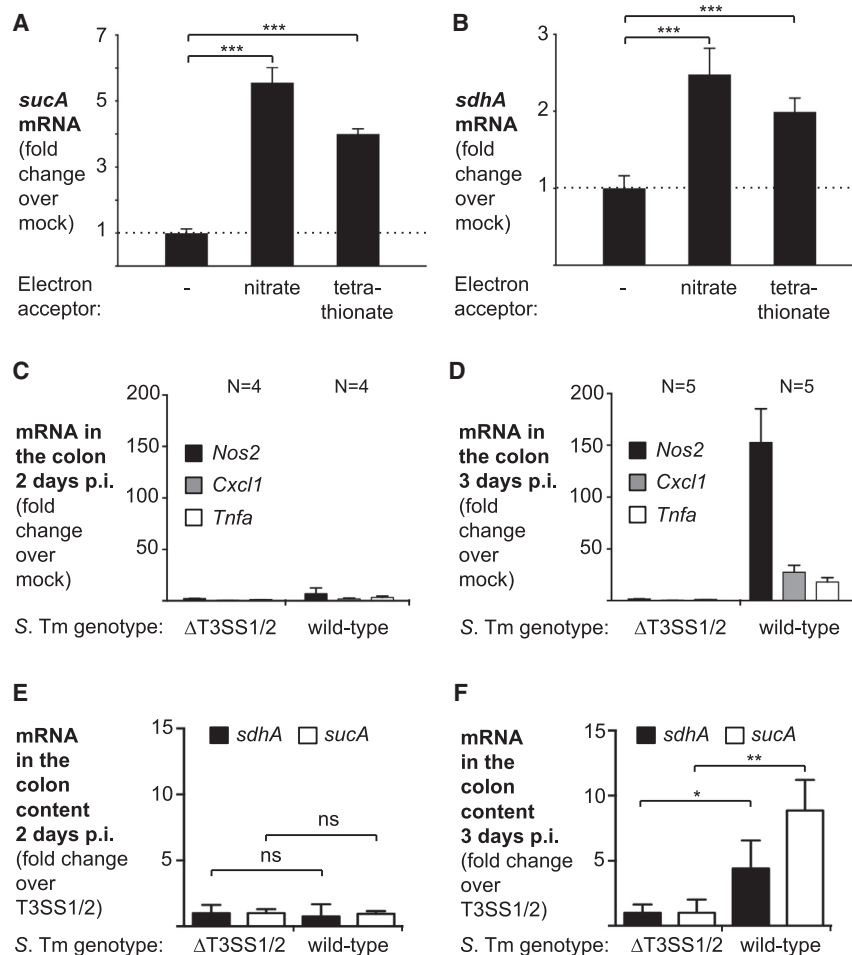 A
sucA
mRNA
(fold
change
over
mock)
7
5
3
1
***
***
Electron
acceptor:
-
nitrate
tetra-
thionate
B
sdhA
mRNA
(fold
change
over
mock)
3
2
1
***
***
Electron
acceptor:
-
nitrate
tetra-
thionate
C
mRNA in
the colon
2 days p.i.
(fold
change
over
mock)
200
150
100
50
N=4
N=4
Nos2
Cxcl1
Tnfa
S. Tm genotype:
ΔT3SS1/2
wild-type
D
mRNA in
the colon
3 days p.i.
(fold
change
over
mock)
200
150
100
50
N=5
N=5
Nos2
Cxcl1
Tnfa
S. Tm genotype:
ΔT3SS1/2
wild-type
E
mRNA
in the
colon
content
2 days p.i.
(fold change
over
T3SS1/2)
15
10
5
sdhA
sucA
ns
ns
S. Tm genotype:
ΔT3SS1/2
wild-type
F
mRNA
in the
colon
content
3 days p.i.
(fold change
over
T3SS1/2)
15
10
5
sdhA
sucA
**
*
S. Tm genotype:
ΔT3SS1/2
wild-type